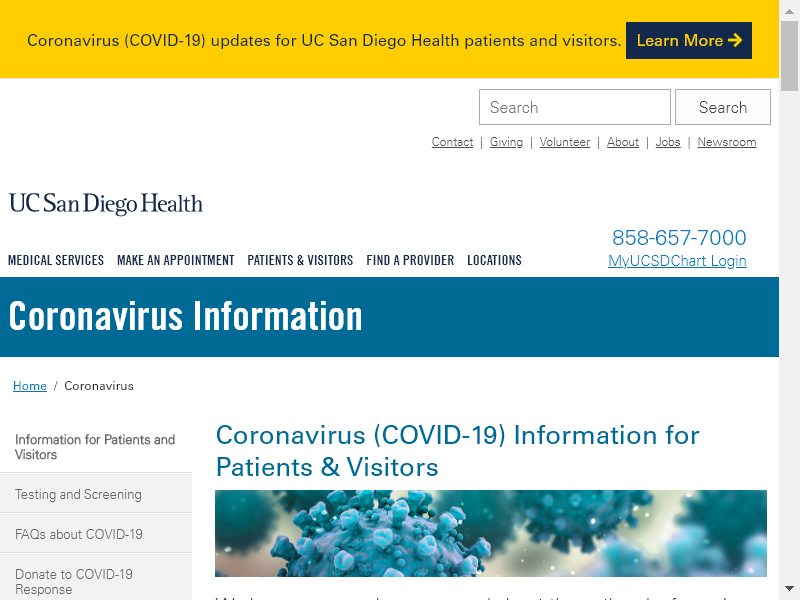 Coronavirus (COVID-19) updates for UC San Diego Health patients and visitors. Learn More →
Search Search
Contact | Giving | Volunteer | About | Jobs | Newsroom
UC San Diego Health
858-657-7000
MEDICAL SERVICES MAKE AN APPOINTMENT PATIENTS & VISITORS FIND A PROVIDER LOCATIONS
MyUCSDChart Login
Coronavirus Information
Home / Coronavirus
Information for Patients and
Visitors
Testing and Screening
FAQs about COVID-19
Donate to COVID-19
Response
Coronavirus (COVID-19) Information for
Patients & Visitors